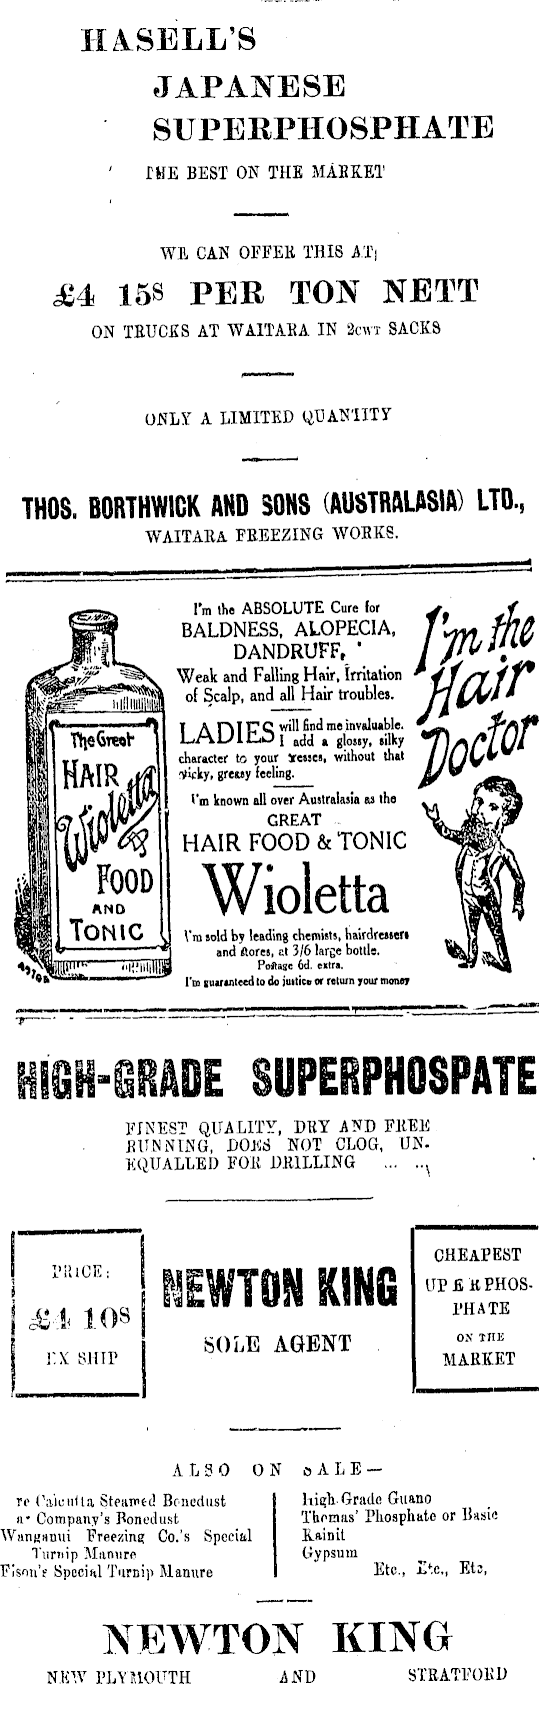 HASELL'S
JAPANESE
SUPERPHOSPHATE
THE BEST ON THE MARKET
WE CAN OFFER THIS AT;
£4 15s PER TON NETT
ON TRUCKS AT WAITARA IN 2cwt SACKS
ONLY A LIMITED QUANTITY
THOS. BORTHWICK AND SONS (AUSTRALASIA) LTD.,
WAITARA FREEZING WORKS.
The Great
HAIR
Wioletta
FOOD
AND
TONIC
I'm the ABSOLUTE Cure for
BALDNESS, ALOPECIA,
DANDRUFF,
Weak and Falling Hair, Irritation
of Scalp, and all Hair troubles.
LADIES will find me invaluable.
I add a glossy, silky
character to your tresses, without that
sticky, greasy feeling.
I'm known all over Australasia as the
GREAT
HAIR FOOD & TONIC
Wioletta
I'm sold by leading chemists, hairdressers
and stores, at 3/6 large bottle.
Postage 6d. extra.
I'm guaranteed to do justice or return your money
I'm the
Hair
Doctor
HIGH-GRADE SUPERPHOSPATE
FINEST QUALITY, DRY AND FREE
RUNNING, DOES NOT CLOG, UN-
EQUALLED FOR DRILLING ... ...
PRICE:
£4 10s
EX SHIP
NEWTON KING
SOLE AGENT
CHEAPEST
UPERPHOS-
PHATE
ON THE
MARKET
ALSO ON SALE—
re Calcutta Steamed Bonedust
a Company's Bonedust
Wanganui Freezing Co.'s Special
Turnip Manure
Fison's Special Turnip Manure
High Grade Guano
Thomas' Phosphate or Basic
Kainit
Gypsum
Etc., Etc., Etc,
NEWTON KING
NEW PLYMOUTH AND STRATFORD